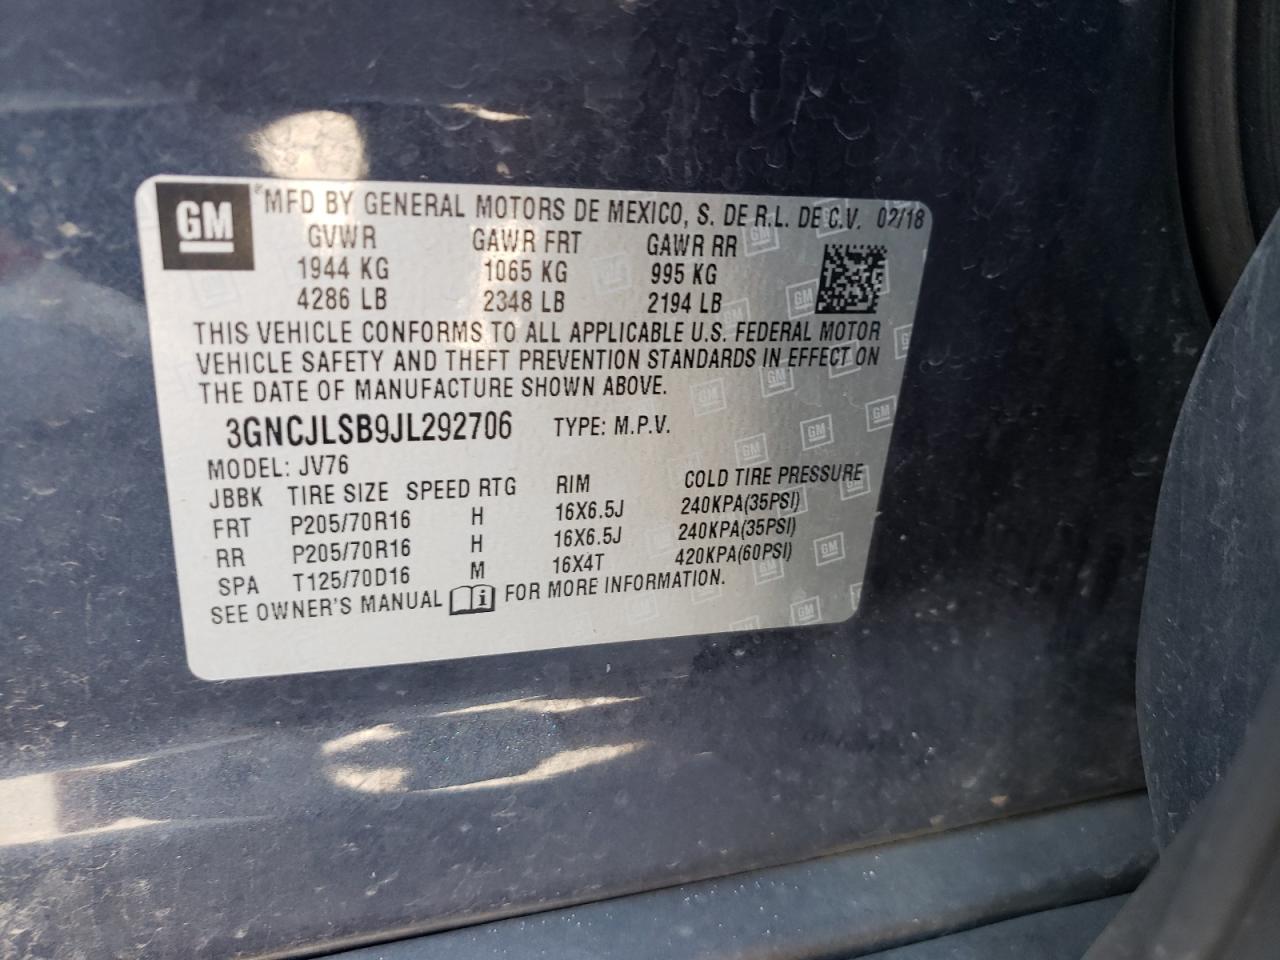 GM
MFD BY GENERAL MOTORS DE MEXICO, S. DE R.L. DE C.V. 02/18
GVWR GAWR FRT GAWR RR
1944 KG 1065 KG 995 KG
4286 LB 2348 LB 2194 LB
THIS VEHICLE CONFORMS TO ALL APPLICABLE U.S. FEDERAL MOTOR
VEHICLE SAFETY AND THEFT PREVENTION STANDARDS IN EFFECT ON
THE DATE OF MANUFACTURE SHOWN ABOVE.
3GNCJLSB9JL292706 TYPE: M.P.V.
MODEL: JV76
JBBK TIRE SIZE SPEED RTG RIM COLD TIRE PRESSURE
FRT P205/70R16 H 16X6.5J 240KPA(35PSI)
RR P205/70R16 H 16X6.5J 240KPA(35PSI)
SPA T125/70D16 M 16X4T 420KPA(60PSI)
SEE OWNER'S MANUAL i FOR MORE INFORMATION.